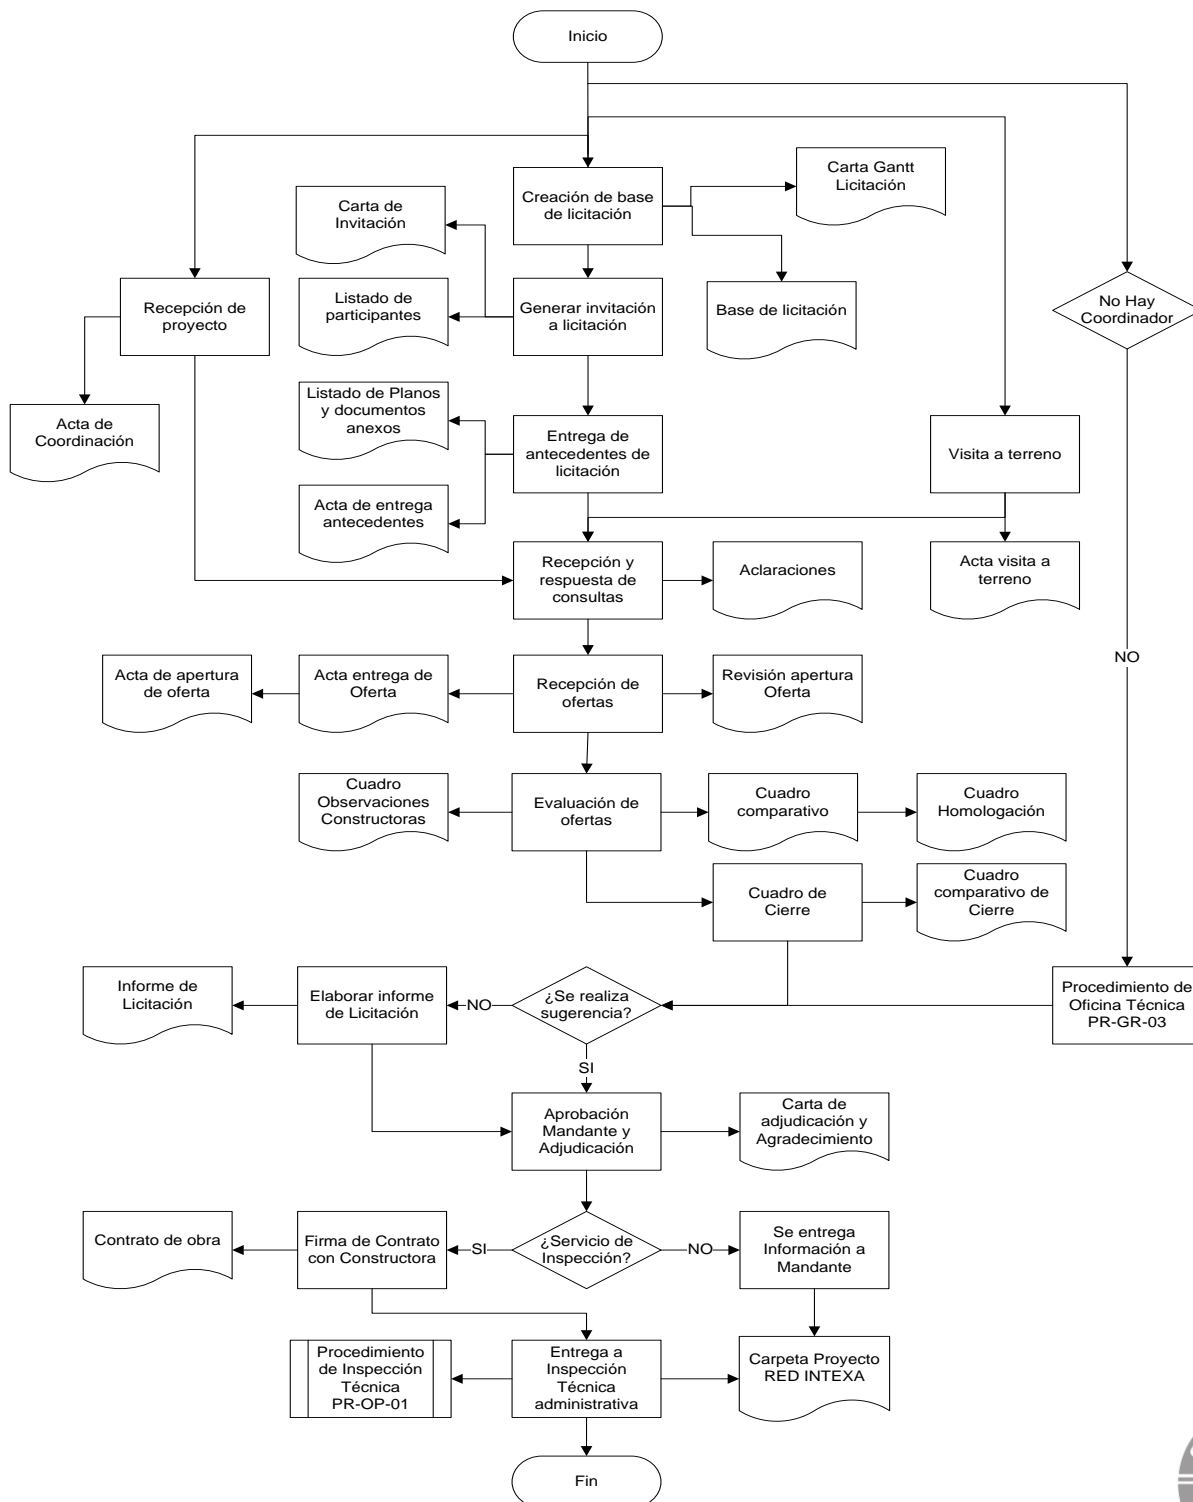 Inicio
Creación de base
de licitación
Carta Gantt
Licitación
Carta de
Invitación
Recepción de
proyecto
Listado de
participantes
Generar invitación
a licitación
Base de licitación
No Hay
Coordinador
Acta de
Coordinación
Listado de Planos
y documentos
anexos
Entrega de
antecedentes de
licitación
Visita a terreno
Acta de entrega
antecedentes
Recepción y
respuesta de
consultas
Aclaraciones
Acta visita a
terreno
NO
Acta de apertura
de oferta
Acta entrega de
Oferta
Recepción de
ofertas
Revisión apertura
Oferta
Cuadro
Observaciones
Constructoras
Evaluación de
ofertas
Cuadro
comparativo
Cuadro
Homologación
Cuadro de
Cierre
Cuadro
comparativo de
Cierre
Informe de
Licitación
Elaborar informe
de Licitación
NO
¿Se realiza
sugerencia?
Procedimiento de
Oficina Técnica
PR-GR-03
SI
Aprobación
Mandante y
Adjudicación
Carta de
adjudicación y
Agradecimiento
Contrato de obra
Firma de Contrato
con Constructora
SI
¿Servicio de
Inspección?
NO
Se entrega
Información a
Mandante
Procedimiento
de Inspección
Técnica
PR-OP-01
Entrega a
Inspección
Técnica
administrativa
Carpeta Proyecto
RED INTEXA
Fin